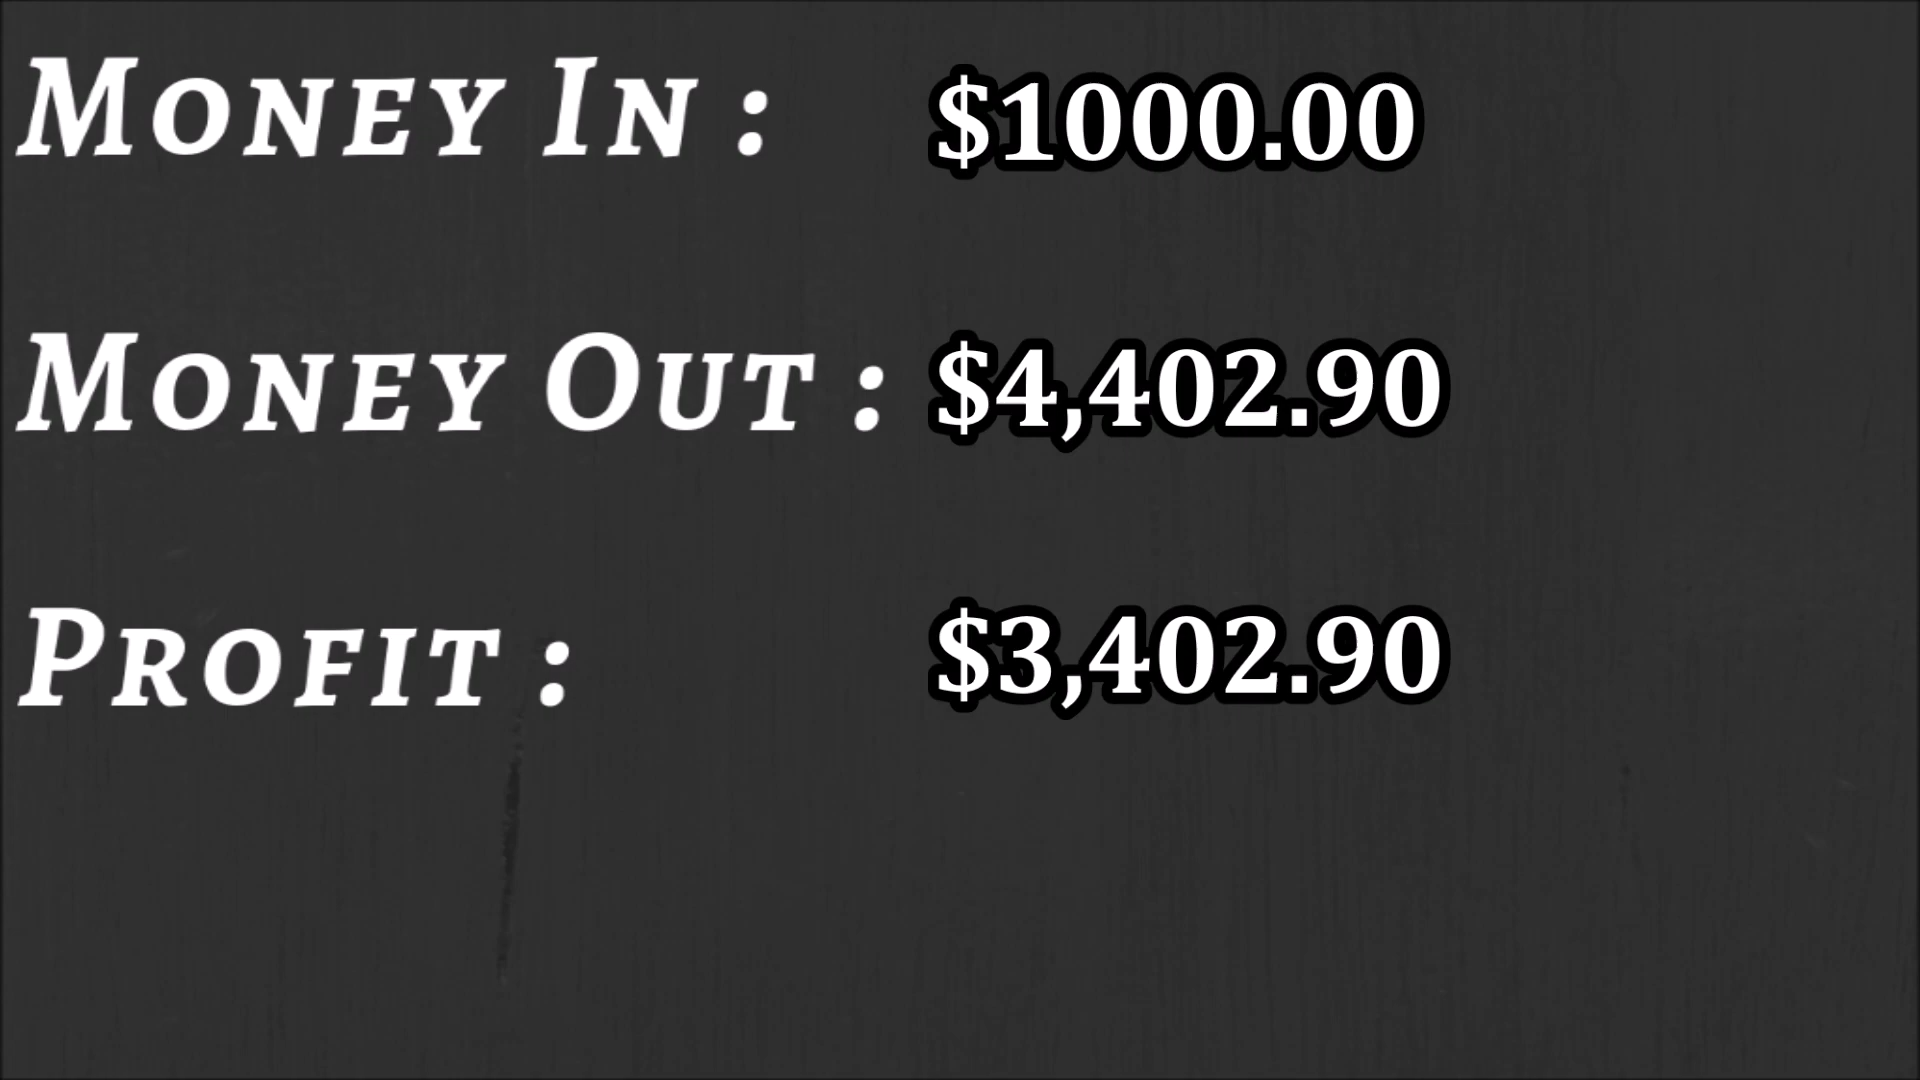 Money In : $1000.00
Money Out : $4,402.90
Profit : $3,402.90